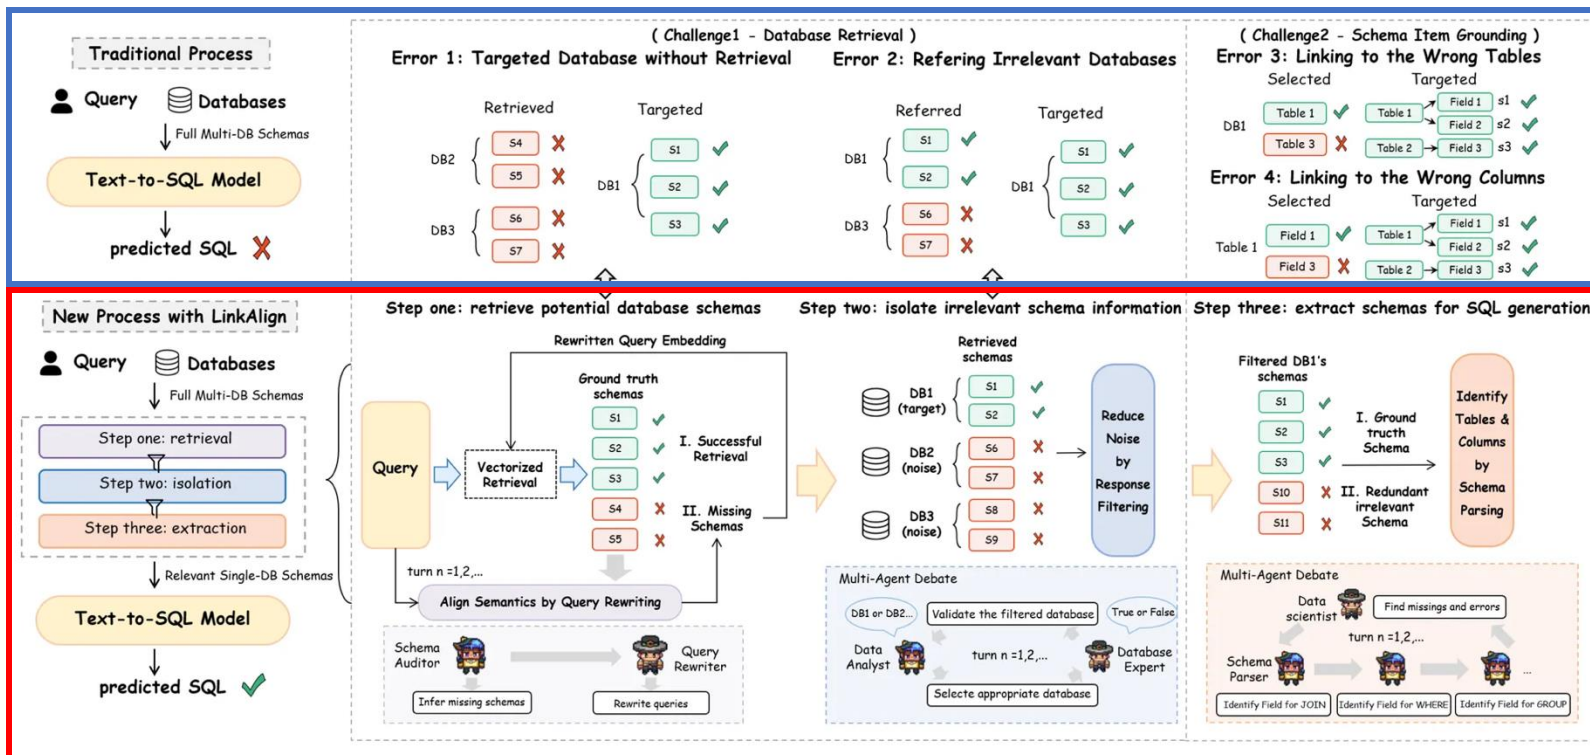 Traditional Process
Query
Databases
Full Multi-DB Schemas
Text-to-SQL Model
predicted SQL
( Challenge1 - Database Retrieval )
Error 1: Targeted Database without Retrieval
Retrieved
Targeted
DB2
S4
S5
DB3
S6
S7
DB1
S1
S2
S3
Error 2: Refering Irrelevant Databases
Referred
Targeted
DB1
S1
S2
DB3
S6
S7
DB1
S1
S2
S3
( Challenge2 - Schema Item Grounding )
Error 3: Linking to the Wrong Tables
Selected
Targeted
DB1
Table 1
Table 3
Table 1
Field 1
s1
Field 2
s2
Table 2
Field 3
s3
Error 4: Linking to the Wrong Columns
Selected
Targeted
Table 1
Field 1
Field 3
Table 1
Field 1
s1
Field 2
s2
Table 2
Field 3
s3
New Process with LinkAlign
Query
Databases
Full Multi-DB Schemas
Step one: retrieval
Step two: isolation
Step three: extraction
Relevant Single-DB Schemas
Text-to-SQL Model
predicted SQL
Step one: retrieve potential database schemas
Rewritten Query Embedding
Query
Vectorized
Retrieval
Ground truth
schemas
S1
S2
S3
S4
S5
I. Successful
Retrieval
II. Missing
Schemas
turn n =1,2,...
Align Semantics by Query Rewriting
Schema
Auditor
Query
Rewriter
Infer missing schemas
Rewrite queries
Step two: isolate irrelevant schema information
Retrieved
schemas
DB1
(target)
S1
S2
DB2
(noise)
S6
S7
DB3
(noise)
S8
S9
Reduce
Noise
by
Response
Filtering
Multi-Agent Debate
DB1 or DB2...
Validate the filtered database
True or False
Data
Analyst
turn n =1,2,...
Database
Expert
Selecte appropriate database
Step three: extract schemas for SQL generation
Filtered DB1's
schemas
S1
S2
S3
S10
S11
I. Ground
tructh
Schema
II. Redundant
irrelevant
Schema
Identify
Tables &
Columns
by
Schema
Parsing
Multi-Agent Debate
Data
scientist
Find missings and errors
turn n =1,2,...
Schema
Parser
...
Identify Field for JOIN
Identify Field for WHERE
Identify Field for GROUP